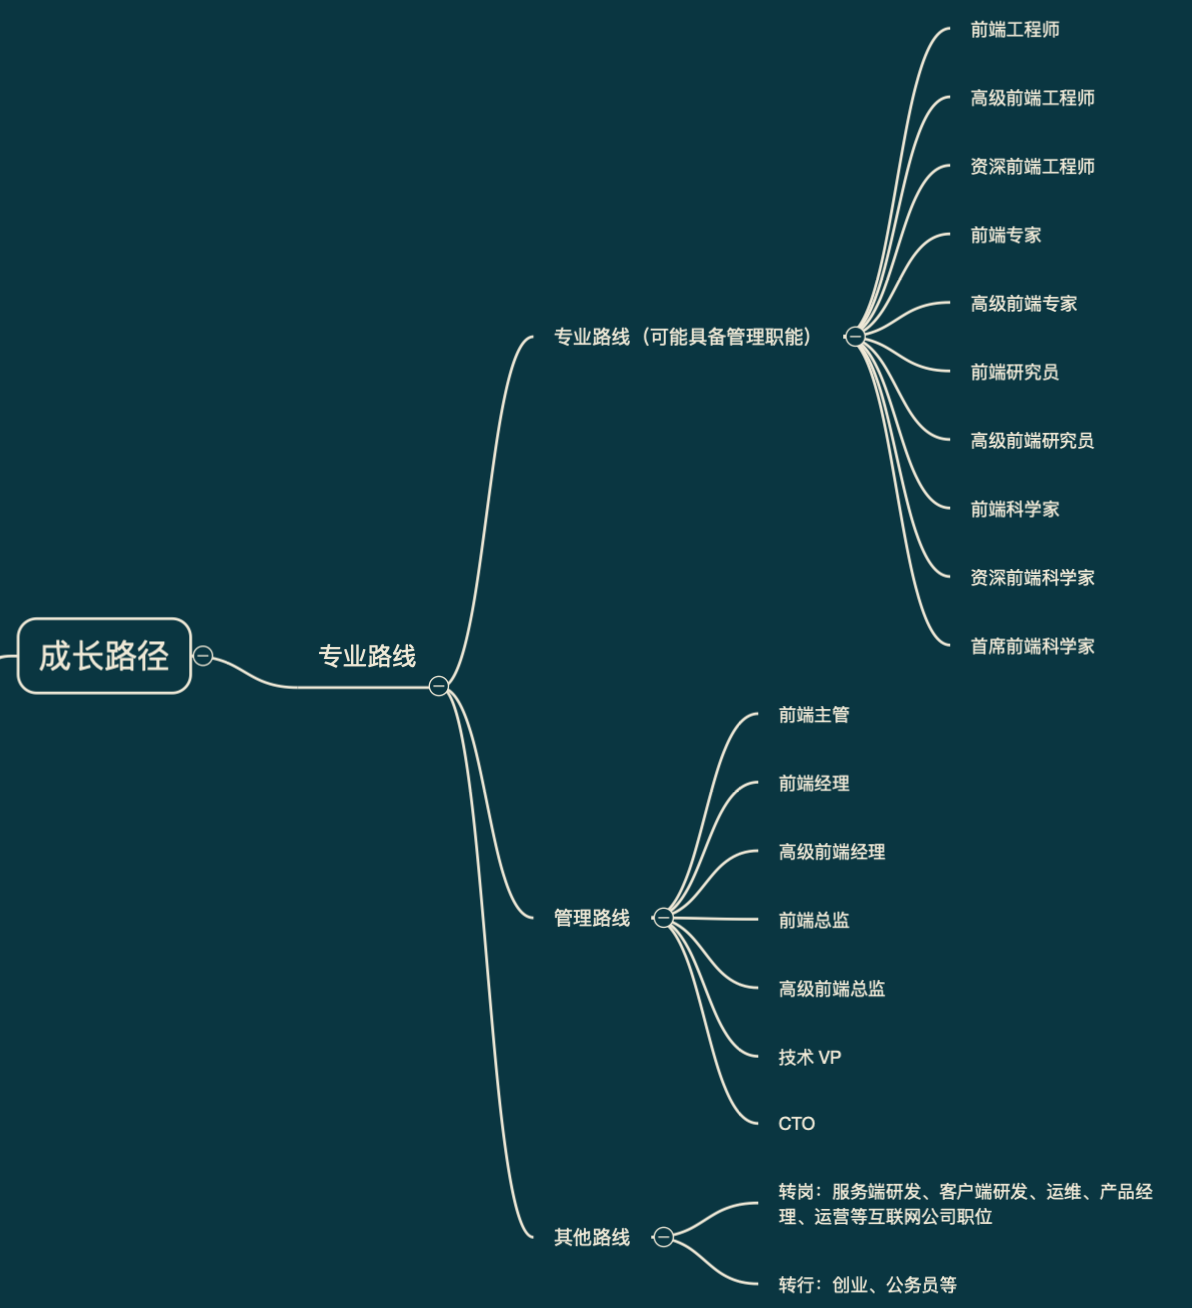 成长路径
专业路线
专业路线（可能具备管理职能）
前端工程师
高级前端工程师
资深前端工程师
前端专家
高级前端专家
前端研究员
高级前端研究员
前端科学家
资深前端科学家
首席前端科学家
管理路线
前端主管
前端经理
高级前端经理
前端总监
高级前端总监
技术 VP
CTO
其他路线
转岗：服务端研发、客户端研发、运维、产品经
理、运营等互联网公司职位
转行：创业、公务员等